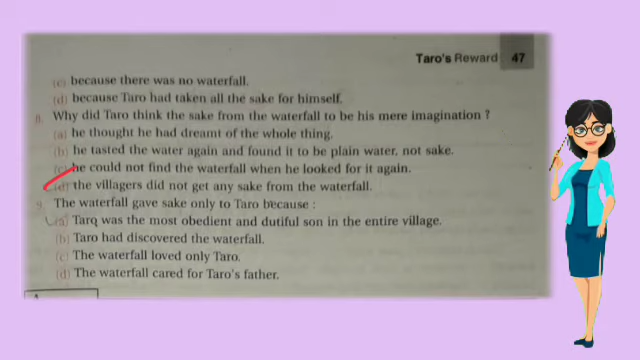 Taro's Reward 47
(c) because there was no waterfall.
(d) because Taro had taken all the sake for himself.
8. Why did Taro think the sake from the waterfall to be his mere imagination ?
(a) he thought he had dreamt of the whole thing.
(b) he tasted the water again and found it to be plain water, not sake.
(c) he could not find the waterfall when he looked for it again.
(d) the villagers did not get any sake from the waterfall.
9. The waterfall gave sake only to Taro because :
(a) Taro was the most obedient and dutiful son in the entire village.
(b) Taro had discovered the waterfall.
(c) The waterfall loved only Taro.
(d) The waterfall cared for Taro's father.